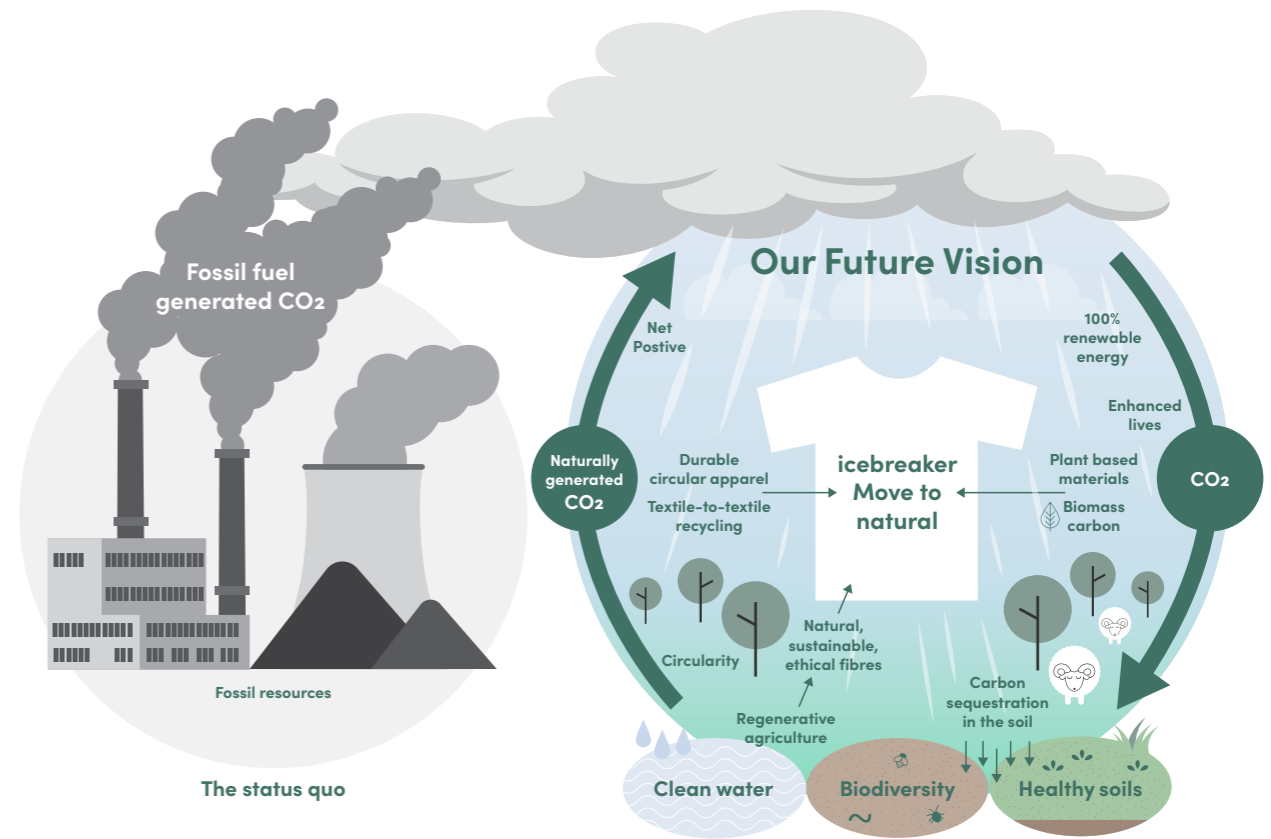 Fossil fuel
generated CO2
Fossil resources
The status quo
Our Future Vision
Net
Postive
100%
renewable
energy
Enhanced
lives
Naturally
generated
CO2
CO2
Durable
circular apparel
Textile-to-textile
recycling
icebreaker
Move to
natural
Plant based
materials
Biomass
carbon
Natural,
sustainable,
ethical fibres
Circularity
Regenerative
agriculture
Carbon
sequestration
in the soil
Clean water
Biodiversity
Healthy soils